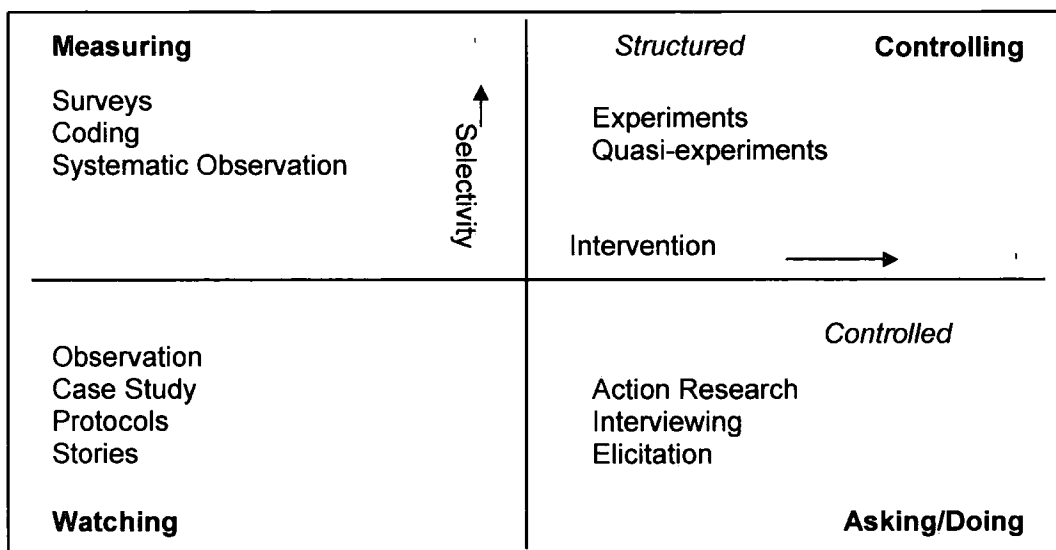 Measuring
Surveys
Coding
Systematic Observation
Selectivity
Structured
Controlling
Experiments
Quasi-experiments
Intervention
Observation
Case Study
Protocols
Stories
Watching
Controlled
Action Research
Interviewing
Elicitation
Asking/Doing